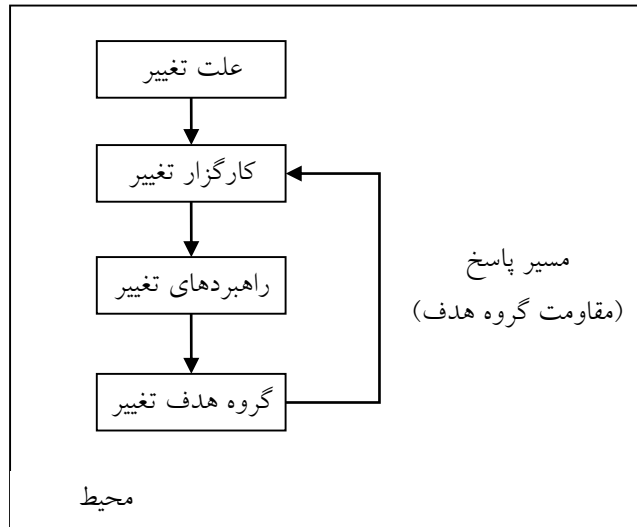 علت تغییر
کارگزار تغییر
راهبردهای تغییر
گروه هدف تغییر
مسیر پاسخ
(مقاومت گروه هدف)
محیط